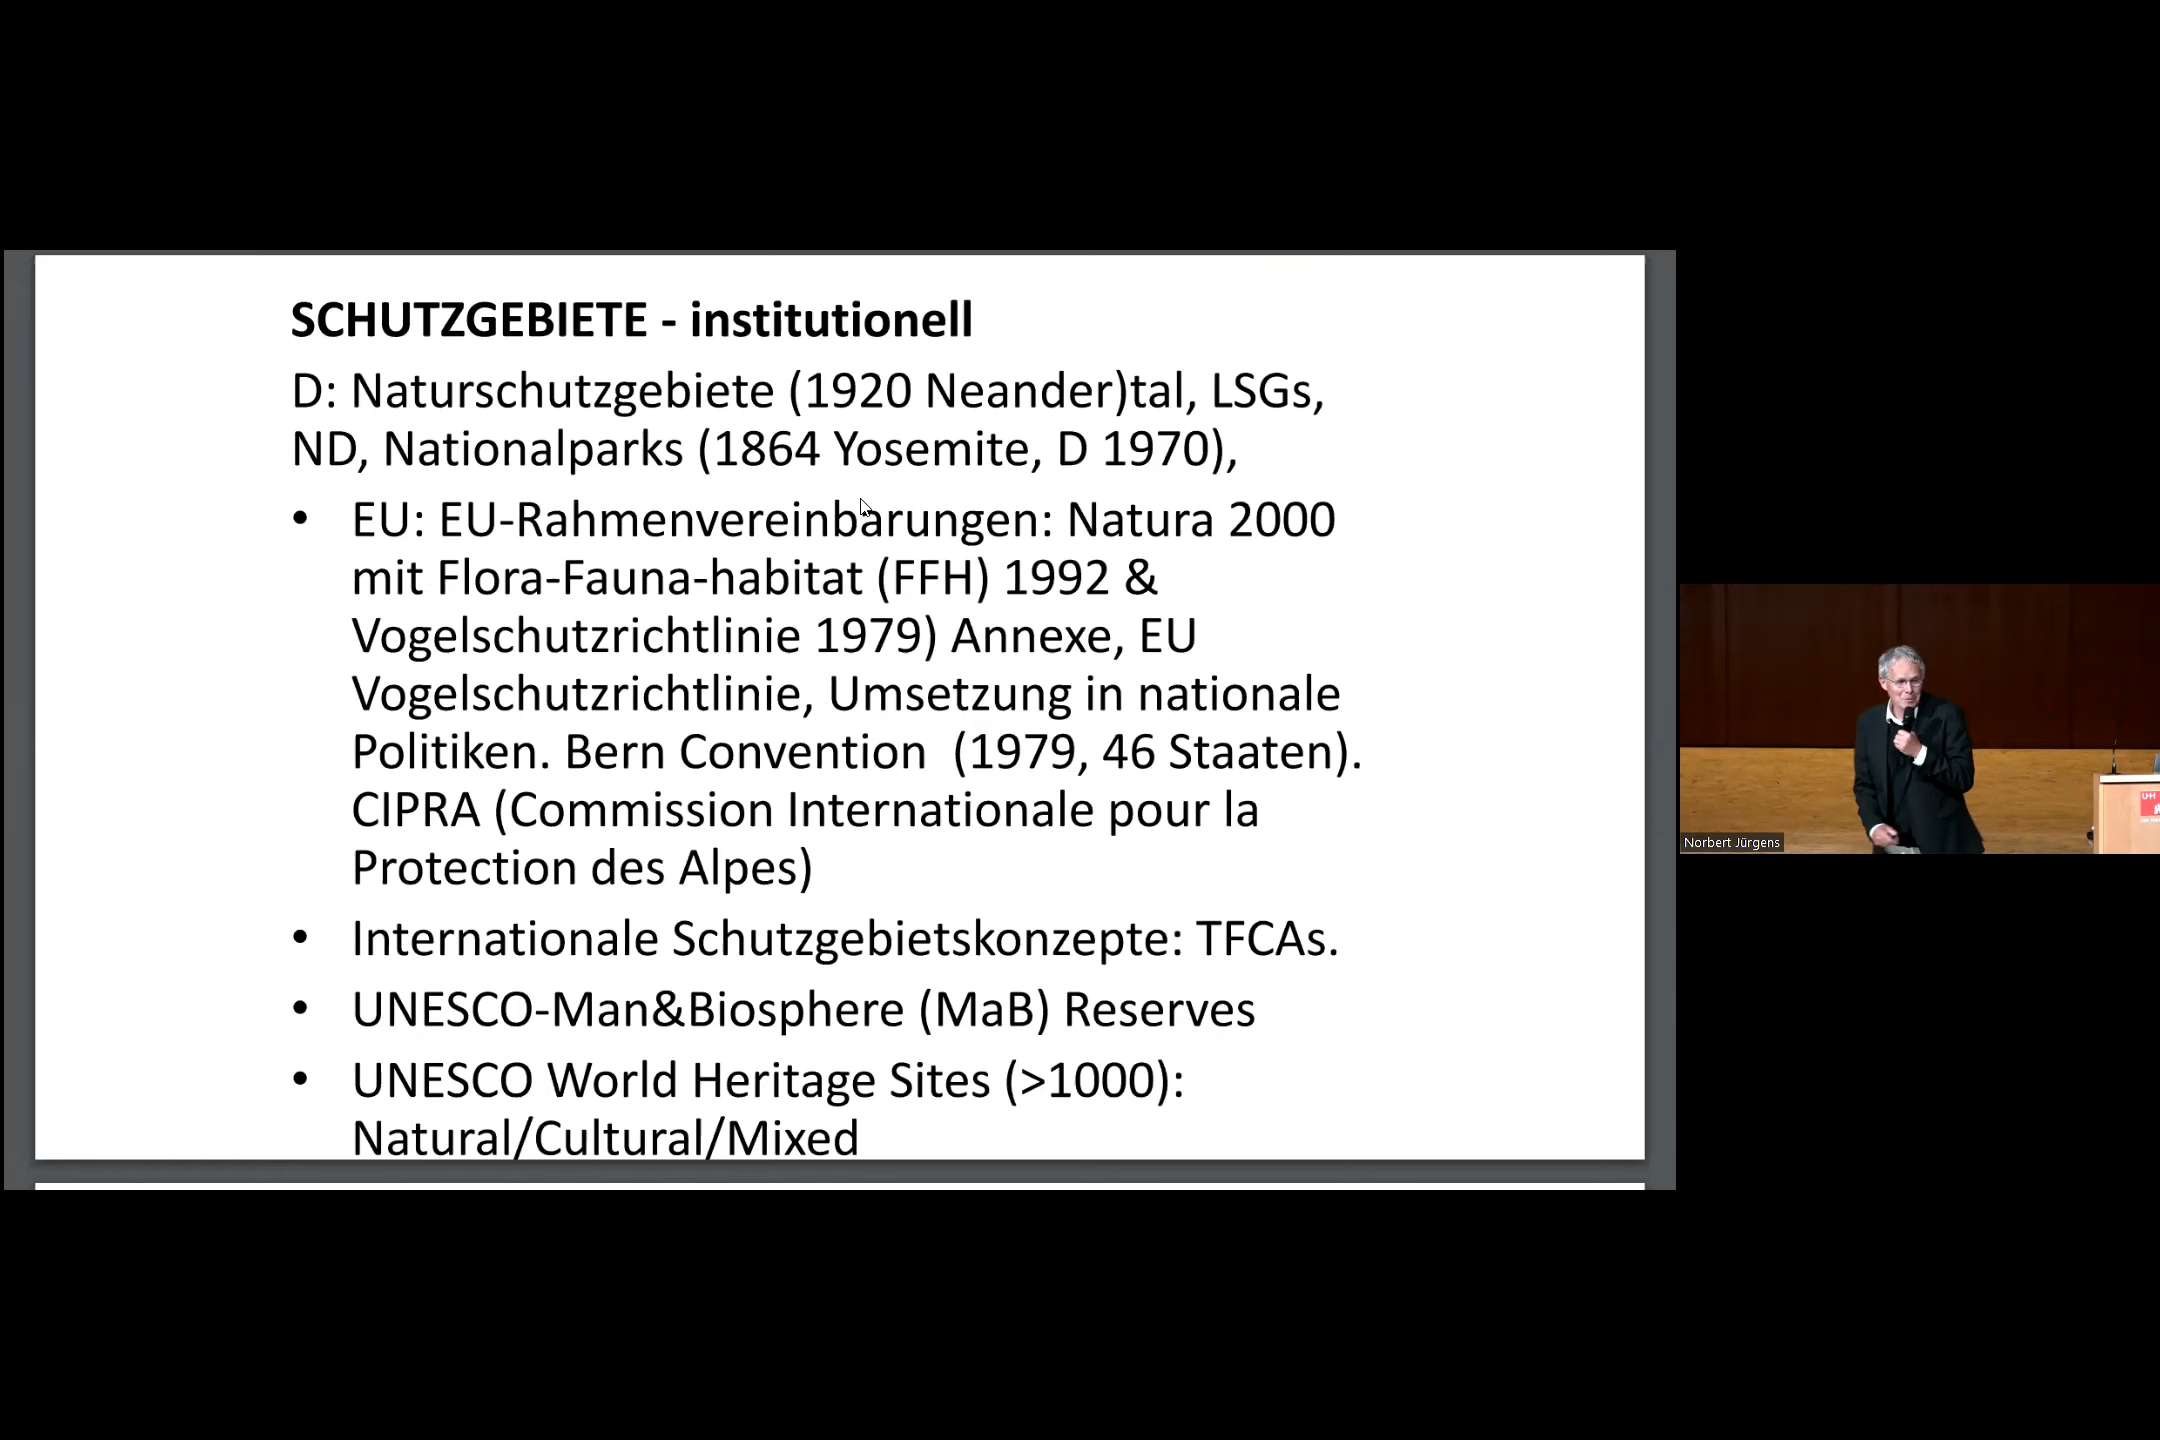 SCHUTZGEBIETE - institutionell
D: Naturschutzgebiete (1920 Neander)tal, LSGs,
ND, Nationalparks (1864 Yosemite, D 1970),
• EU: EU-Rahmenvereinbarungen: Natura 2000
mit Flora-Fauna-habitat (FFH) 1992 &
Vogelschutzrichtlinie 1979) Annexe, EU
Vogelschutzrichtlinie, Umsetzung in nationale
Politiken. Bern Convention  (1979, 46 Staaten).
CIPRA (Commission Internationale pour la
Protection des Alpes)
• Internationale Schutzgebietskonzepte: TFCAs.
• UNESCO-Man&Biosphere (MaB) Reserves
• UNESCO World Heritage Sites (>1000):
Natural/Cultural/Mixed
Norbert Jürgens